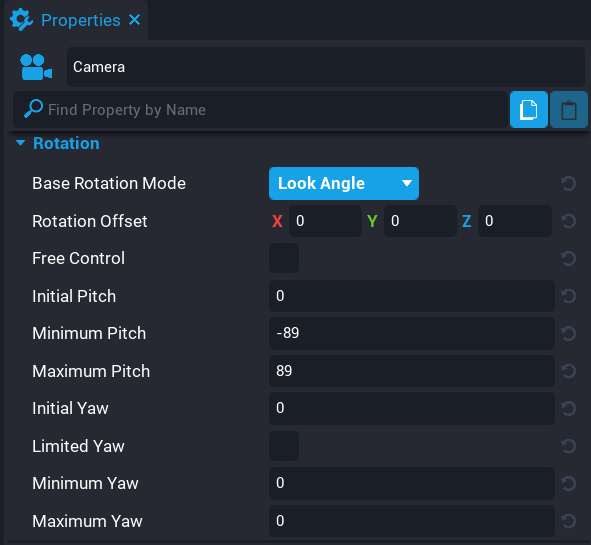 Properties
Camera
Find Property by Name
Rotation
Base Rotation Mode Look Angle
Rotation Offset X 0 Y 0 Z 0
Free Control
Initial Pitch 0
Minimum Pitch -89
Maximum Pitch 89
Initial Yaw 0
Limited Yaw
Minimum Yaw 0
Maximum Yaw 0